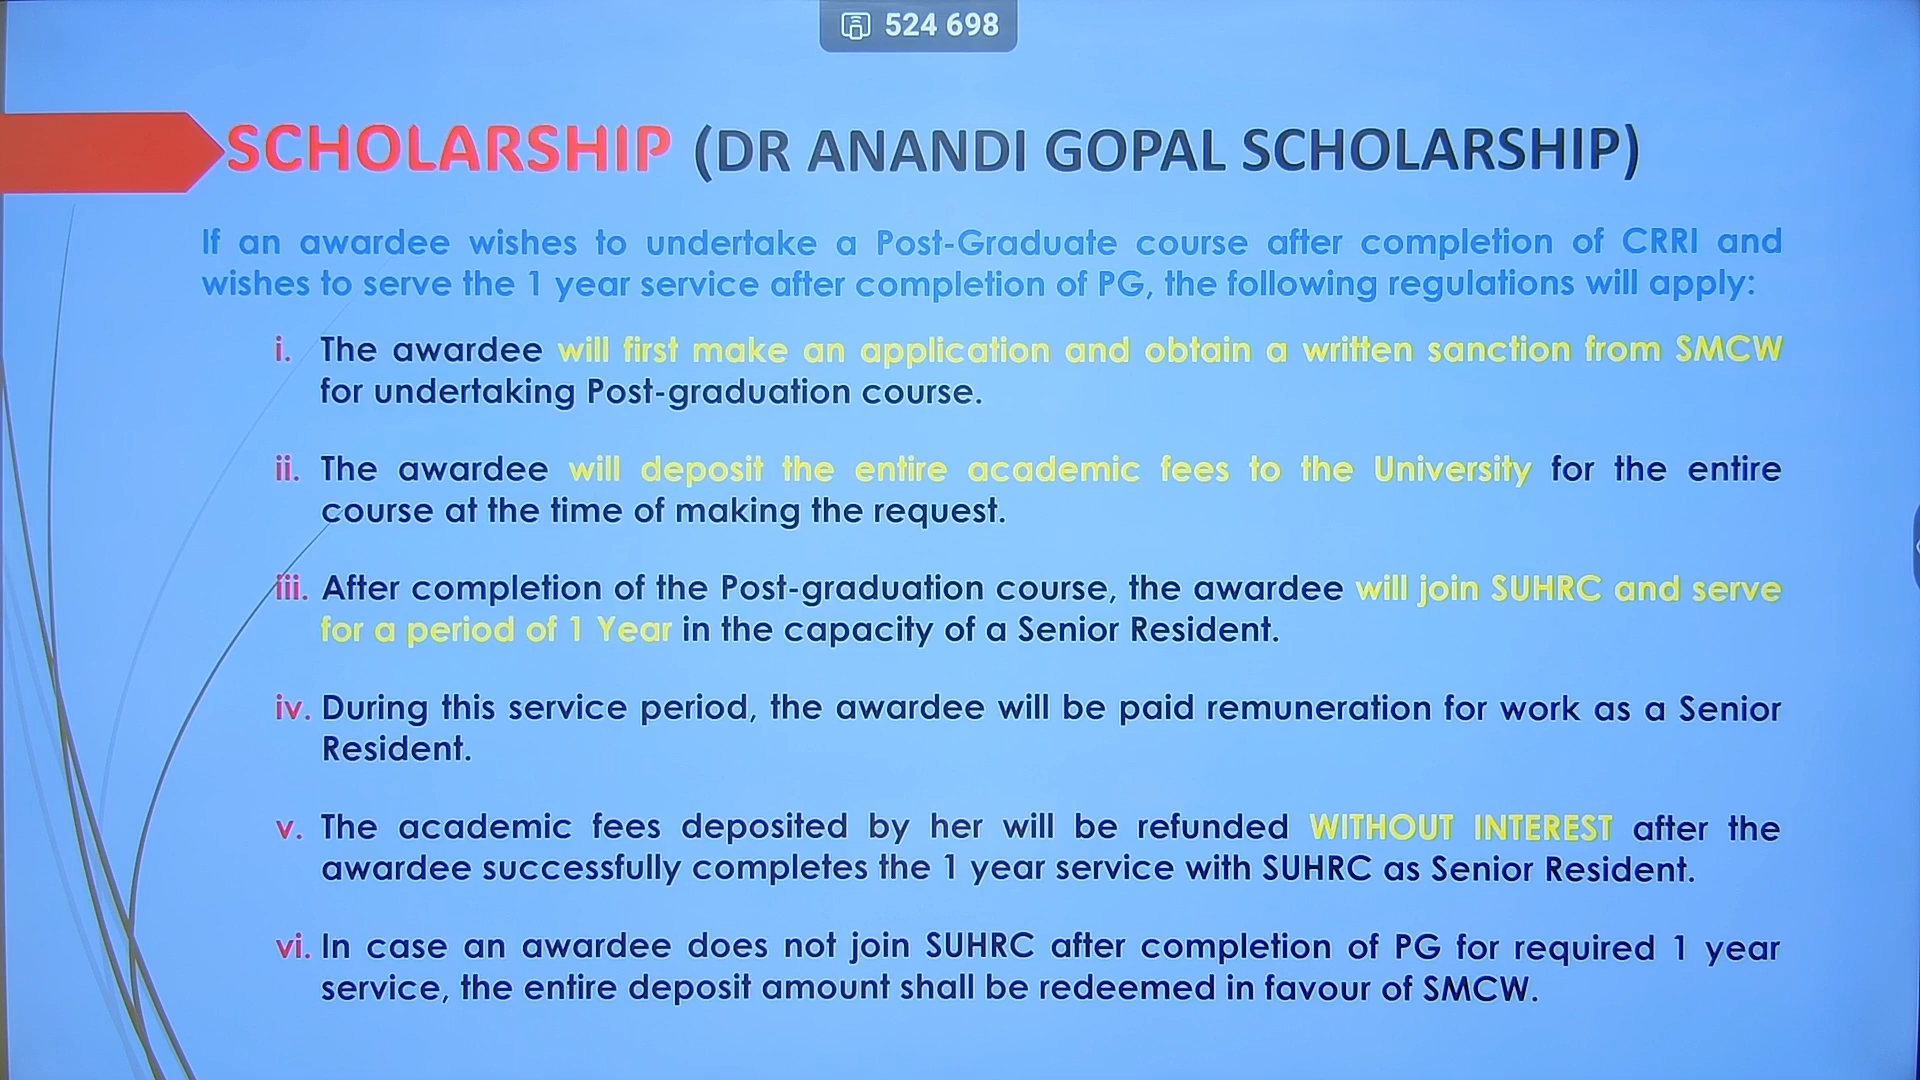 524 698
SCHOLARSHIP (DR ANANDI GOPAL SCHOLARSHIP)
If an awardee wishes to undertake a Post-Graduate course after completion of CRRI and
wishes to serve the 1 year service after completion of PG, the following regulations will apply:
i. The awardee will first make an application and obtain a written sanction from SMCW
for undertaking Post-graduation course.
ii. The awardee will deposit the entire academic fees to the University for the entire
course at the time of making the request.
iii. After completion of the Post-graduation course, the awardee will join SUHRC and serve
for a period of 1 Year in the capacity of a Senior Resident.
iv. During this service period, the awardee will be paid remuneration for work as a Senior
Resident.
v. The academic fees deposited by her will be refunded WITHOUT INTEREST after the
awardee successfully completes the 1 year service with SUHRC as Senior Resident.
vi. In case an awardee does not join SUHRC after completion of PG for required 1 year
service, the entire deposit amount shall be redeemed in favour of SMCW.